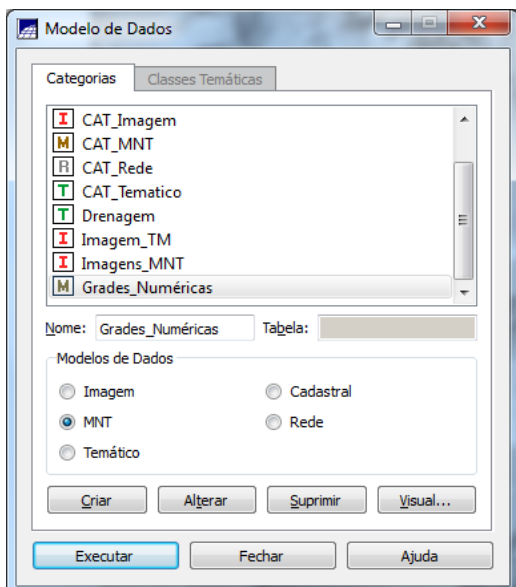 Modelo de Dados
Categorias Classes Temáticas
I CAT_Imagem
M CAT_MNT
R CAT_Rede
T CAT_Tematico
T Drenagem
I Imagem_TM
I Imagens_MNT
M Grades_Numéricas
Nome: Grades_Numéricas Tabela:
Modelos de Dados
Imagem Cadastral
MNT Rede
Temático
Criar Alterar Suprimir Visual...
Executar Fechar Ajuda